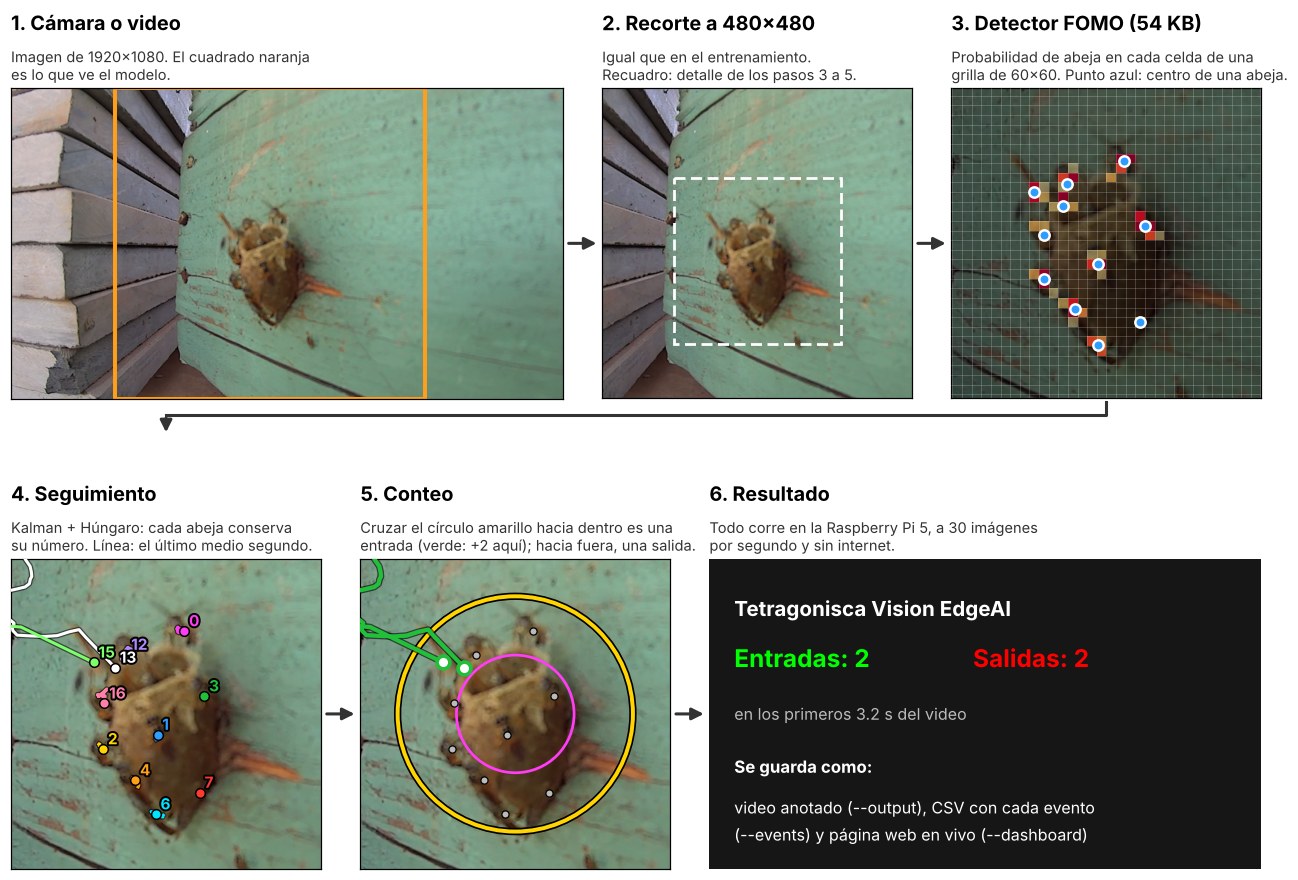 1. Cámara o video
Imagen de 1920×1080. El cuadrado naranja
es lo que ve el modelo.
2. Recorte a 480×480
Igual que en el entrenamiento.
Recuadro: detalle de los pasos 3 a 5.
3. Detector FOMO (54 KB)
Probabilidad de abeja en cada celda de una
grilla de 60×60. Punto azul: centro de una abeja.
4. Seguimiento
Kalman + Húngaro: cada abeja conserva
su número. Línea: el último medio segundo.
0
12
15
13
16
3
1
2
4
7
6
5. Conteo
Cruzar el círculo amarillo hacia dentro es una
entrada (verde: +2 aquí); hacia fuera, una salida.
6. Resultado
Todo corre en la Raspberry Pi 5, a 30 imágenes
por segundo y sin internet.
Tetragonisca Vision EdgeAI
Entradas: 2 Salidas: 2
en los primeros 3.2 s del video
Se guarda como:
video anotado (--output), CSV con cada evento
(--events) y página web en vivo (--dashboard)